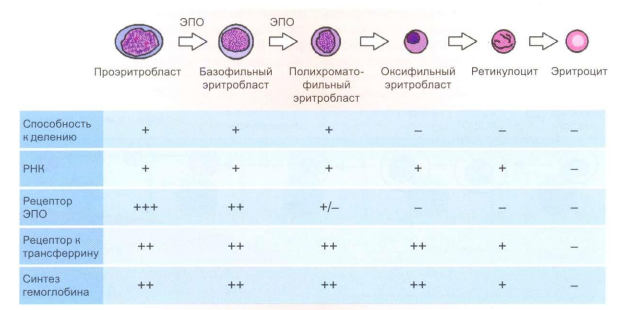 ЭПО ЭПО
Проэритробласт Базофильный Полихромато- Оксифильный Ретикулоцит Эритроцит
эритробласт фильный эритробласт
эритробласт
Способность
к делению + + + – – –
РНК + + + + + –
Рецептор
ЭПО +++ ++ +/– – – –
Рецептор к
трансферрину ++ ++ ++ ++ + –
Синтез
гемоглобина ++ ++ ++ ++ + –